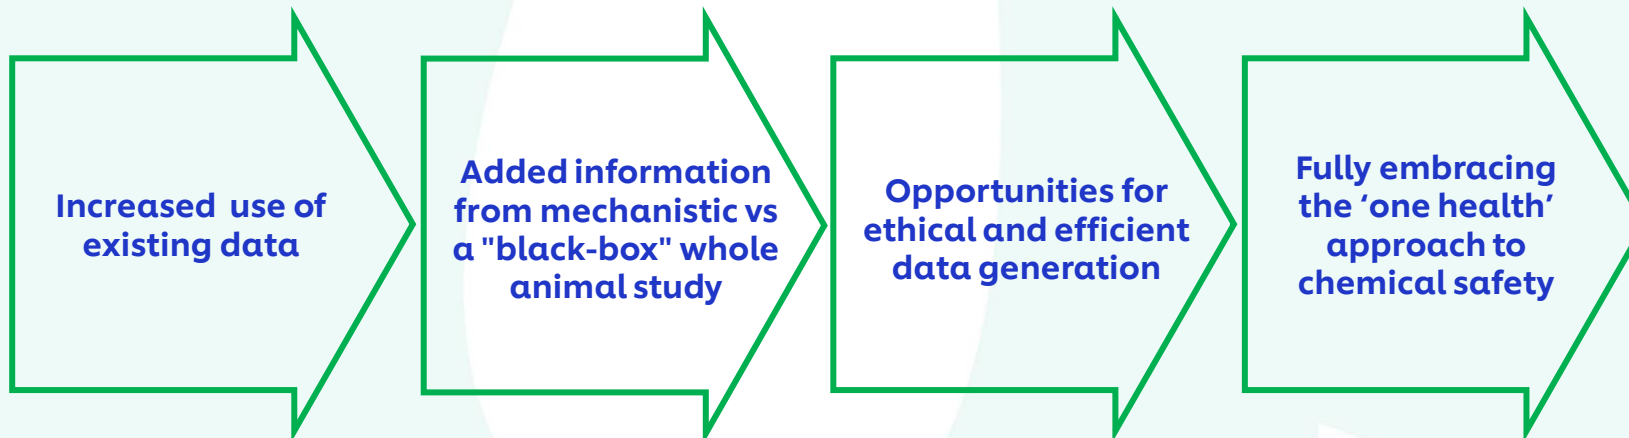 Increased use of
existing data
Added information
from mechanistic vs
a "black-box" whole
animal study
Opportunities for
ethical and efficient
data generation
Fully embracing
the ‘one health’
approach to
chemical safety